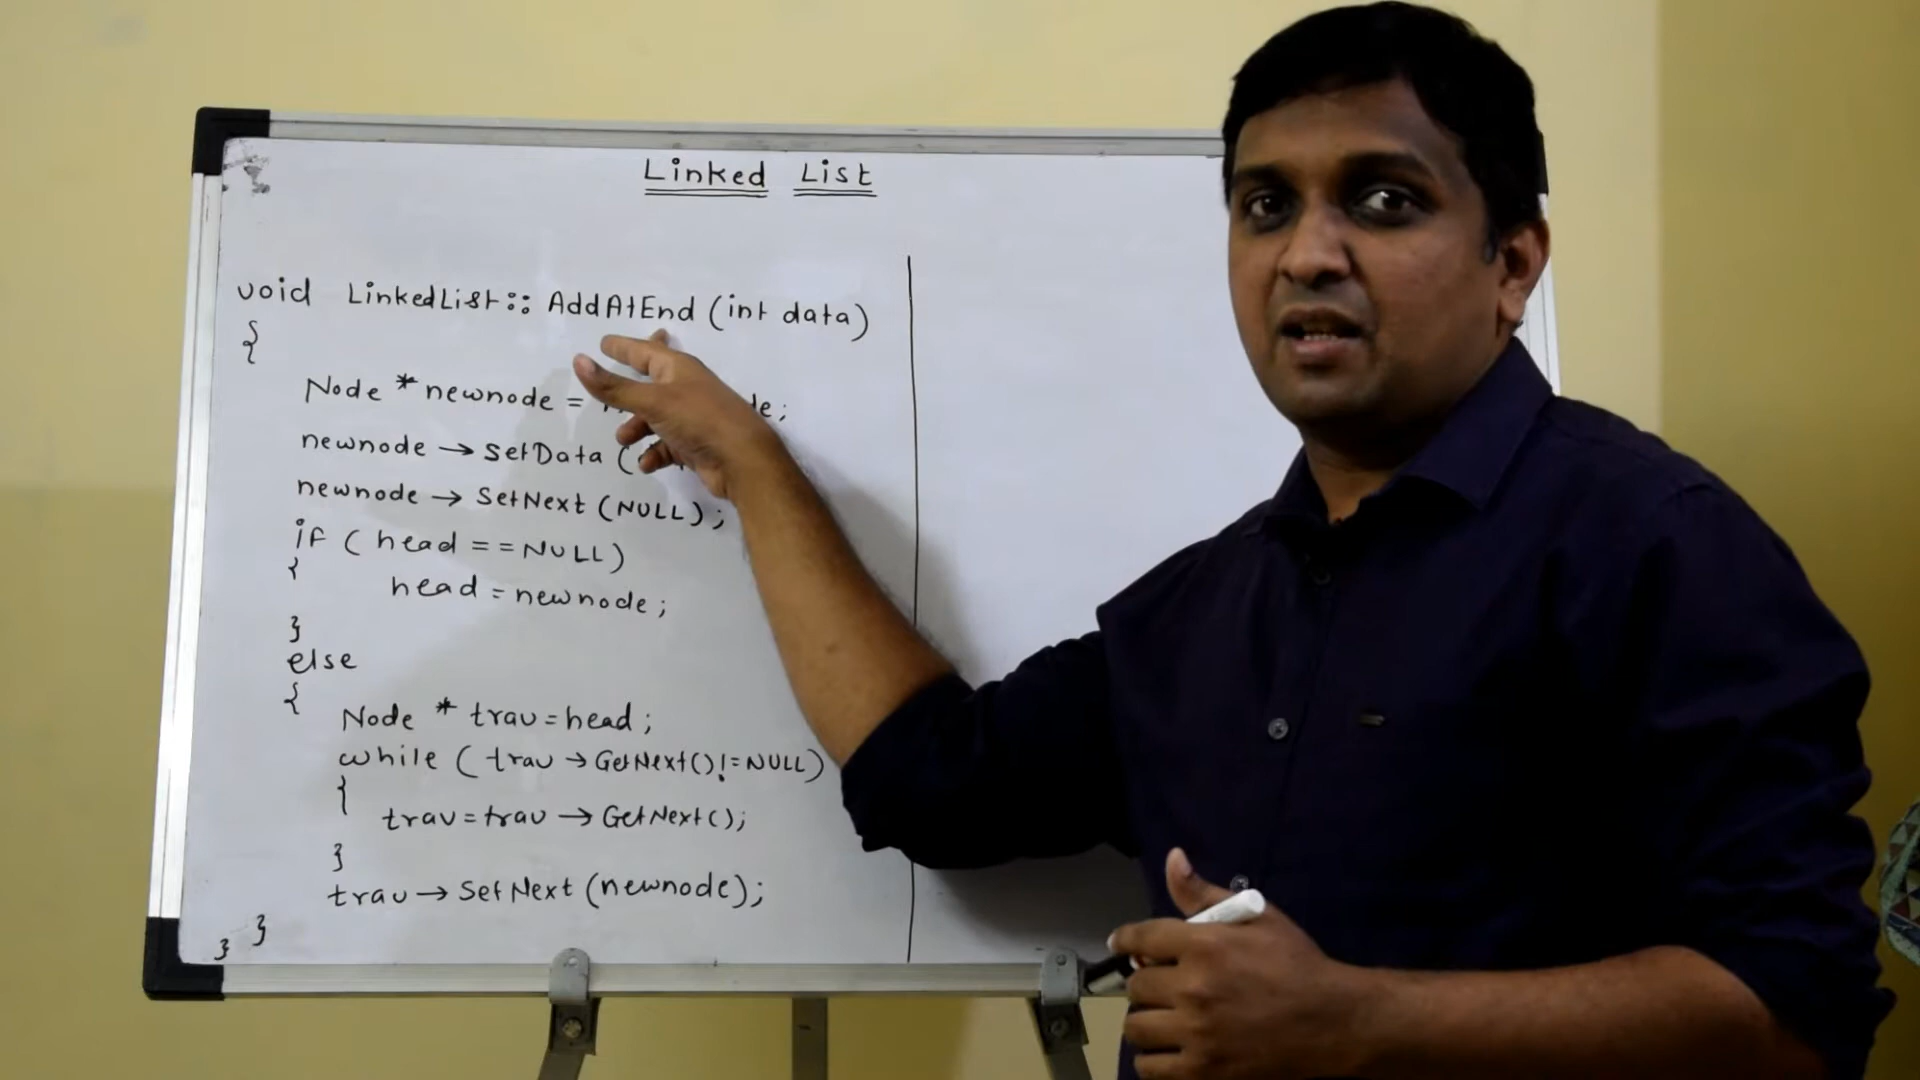 Linked List
void LinkedList:: AddAtEnd (int data)
{
Node * newnode =
newnode → setData (
newnode → SetNext (NULL);
if ( head == NULL)
{
head = newnode;
}
else
{
Node * trav = head;
while ( trav → GetNext() != NULL)
{
trav = trav → GetNext();
}
trav → SetNext (newnode);
}
}